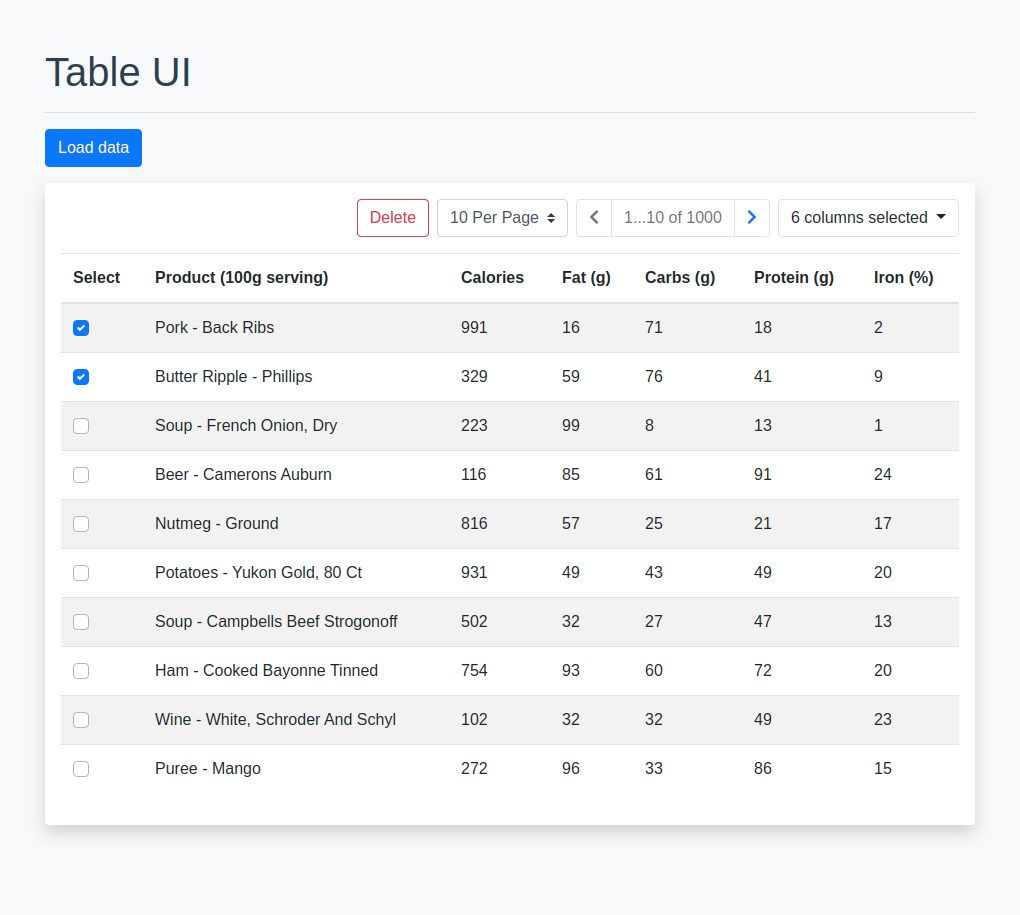 Table UI
Load data
Delete 10 Per Page 1...10 of 1000 6 columns selected
Select Product (100g serving) Calories Fat (g) Carbs (g) Protein (g) Iron (%)
Pork - Back Ribs 991 16 71 18 2
Butter Ripple - Phillips 329 59 76 41 9
Soup - French Onion, Dry 223 99 8 13 1
Beer - Camerons Auburn 116 85 61 91 24
Nutmeg - Ground 816 57 25 21 17
Potatoes - Yukon Gold, 80 Ct 931 49 43 49 20
Soup - Campbells Beef Strogonoff 502 32 27 47 13
Ham - Cooked Bayonne Tinned 754 93 60 72 20
Wine - White, Schroder And Schyl 102 32 32 49 23
Puree - Mango 272 96 33 86 15